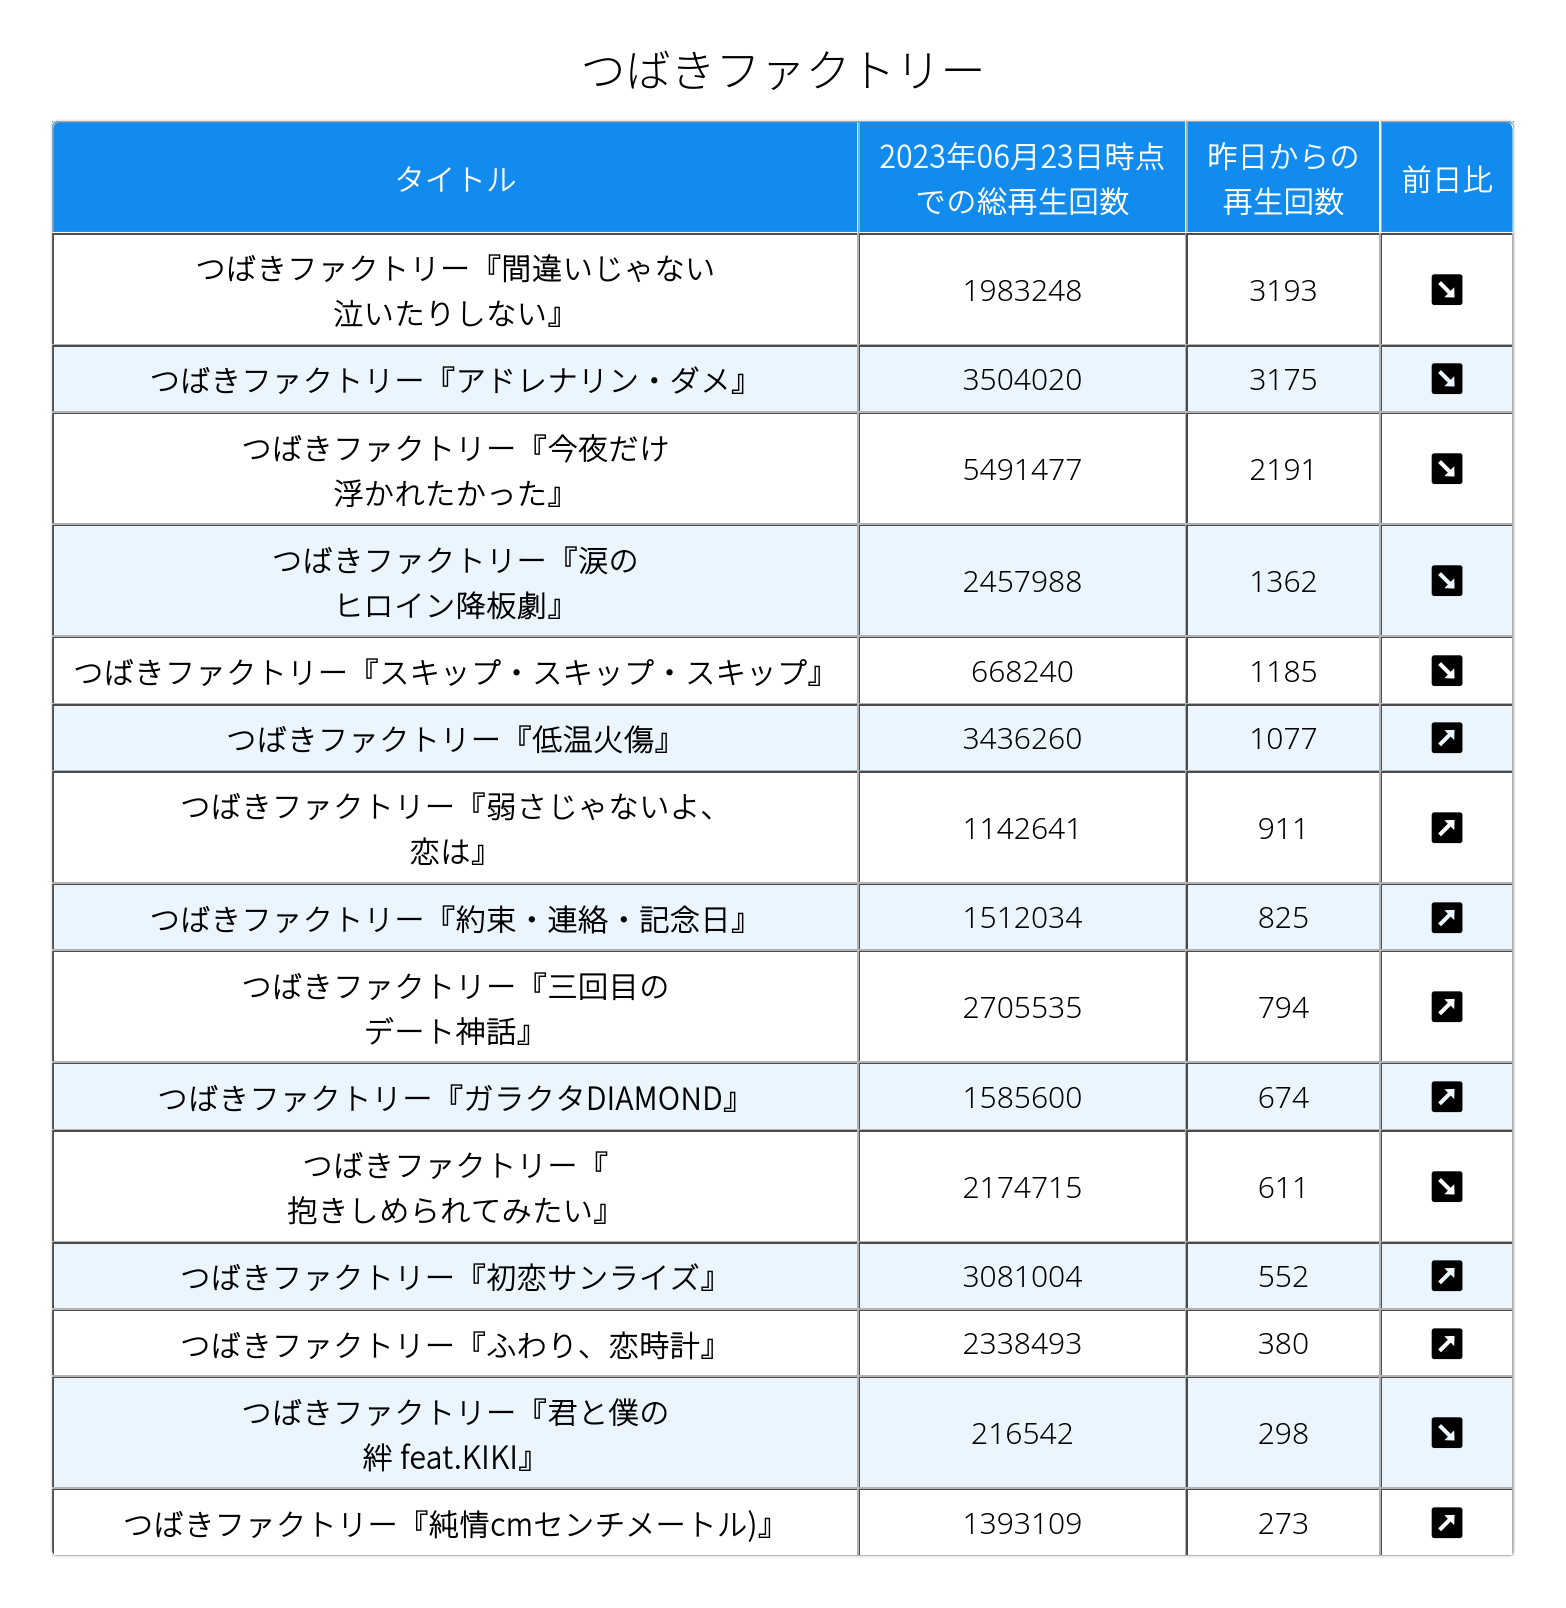 つばきファクトリー
タイトル
2023年06月23日時点
での総再生回数
昨日からの
再生回数
前日比
つばきファクトリー『間違いじゃない
泣いたりしない』
1983248
3193
↘
つばきファクトリー『アドレナリン・ダメ』
3504020
3175
↘
つばきファクトリー『今夜だけ
浮かれたかった』
5491477
2191
↘
つばきファクトリー『涙の
ヒロイン降板劇』
2457988
1362
↘
つばきファクトリー『スキップ・スキップ・スキップ』
668240
1185
↘
つばきファクトリー『低温火傷』
3436260
1077
↗
つばきファクトリー『弱さじゃないよ、
恋は』
1142641
911
↗
つばきファクトリー『約束・連絡・記念日』
1512034
825
↗
つばきファクトリー『三回目の
デート神話』
2705535
794
↗
つばきファクトリー『ガラクタDIAMOND』
1585600
674
↗
つばきファクトリー『
抱きしめられてみたい』
2174715
611
↘
つばきファクトリー『初恋サンライズ』
3081004
552
↗
つばきファクトリー『ふわり、恋時計』
2338493
380
↗
つばきファクトリー『君と僕の
絆 feat.KIKI』
216542
298
↘
つばきファクトリー『純情cmセンチメートル)』
1393109
273
↗